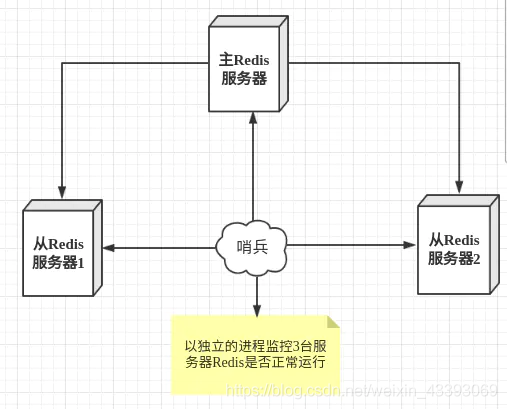 主Redis
服务器
从Redis
服务器1
从Redis
服务器2
哨兵
以独立的进程监控3台服
务器Redis是否正常运行
https://blog.csdn.net/weixin_43393069